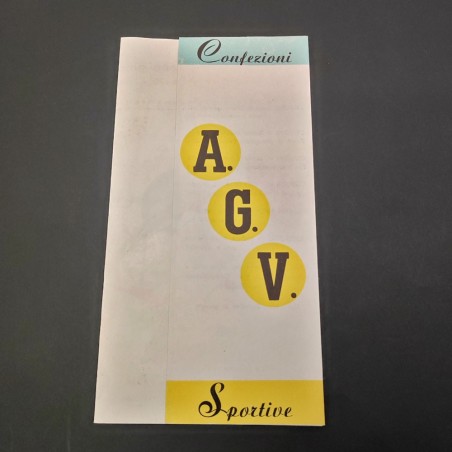 Confezioni
A.
G.
V.
Sportive